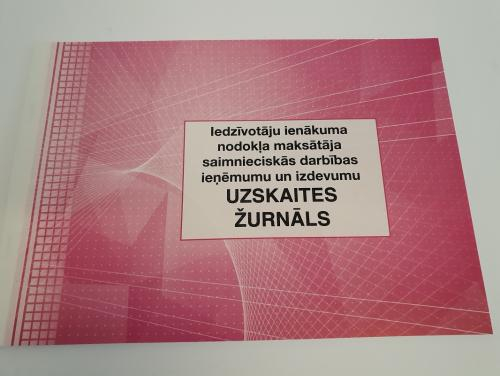 Iedzīvotāju ienākuma
nodokļa maksātāja
saimnieciskās darbības
ieņēmumu un izdevumu
UZSKAITES
ŽURNĀLS